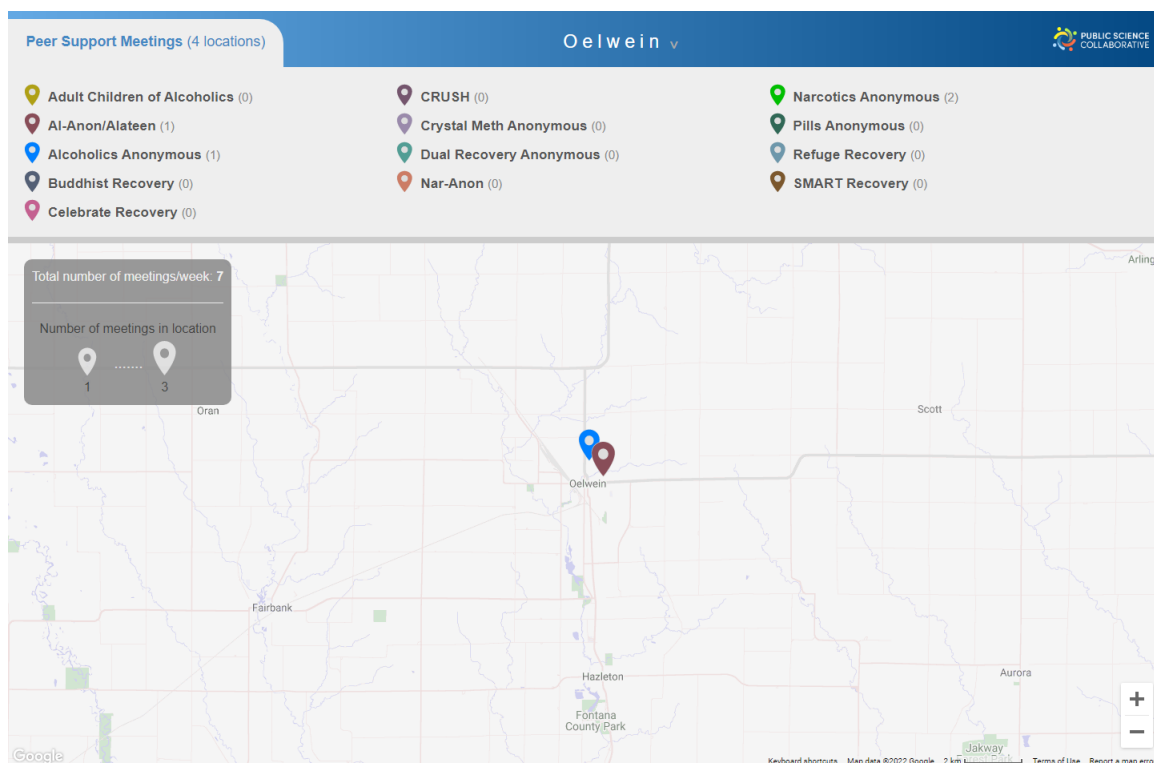 Peer Support Meetings (4 locations)
Oelwein v
PUBLIC SCIENCE
COLLABORATIVE
Adult Children of Alcoholics (0)
Al-Anon/Alateen (1)
Alcoholics Anonymous (1)
Buddhist Recovery (0)
Celebrate Recovery (0)
CRUSH (0)
Crystal Meth Anonymous (0)
Dual Recovery Anonymous (0)
Nar-Anon (0)
Narcotics Anonymous (2)
Pills Anonymous (0)
Refuge Recovery (0)
SMART Recovery (0)
Total number of meetings/week: 7
Number of meetings in location
1 ....... 3
Arling
Oran
Scott
Oelwein
Fairbank
Hazleton
Aurora
Fontana
County Park
Jakway
Forest Park
+
−
Google
Keyboard shortcuts Map data ©2022 Google 2 km Terms of Use Report a map erro